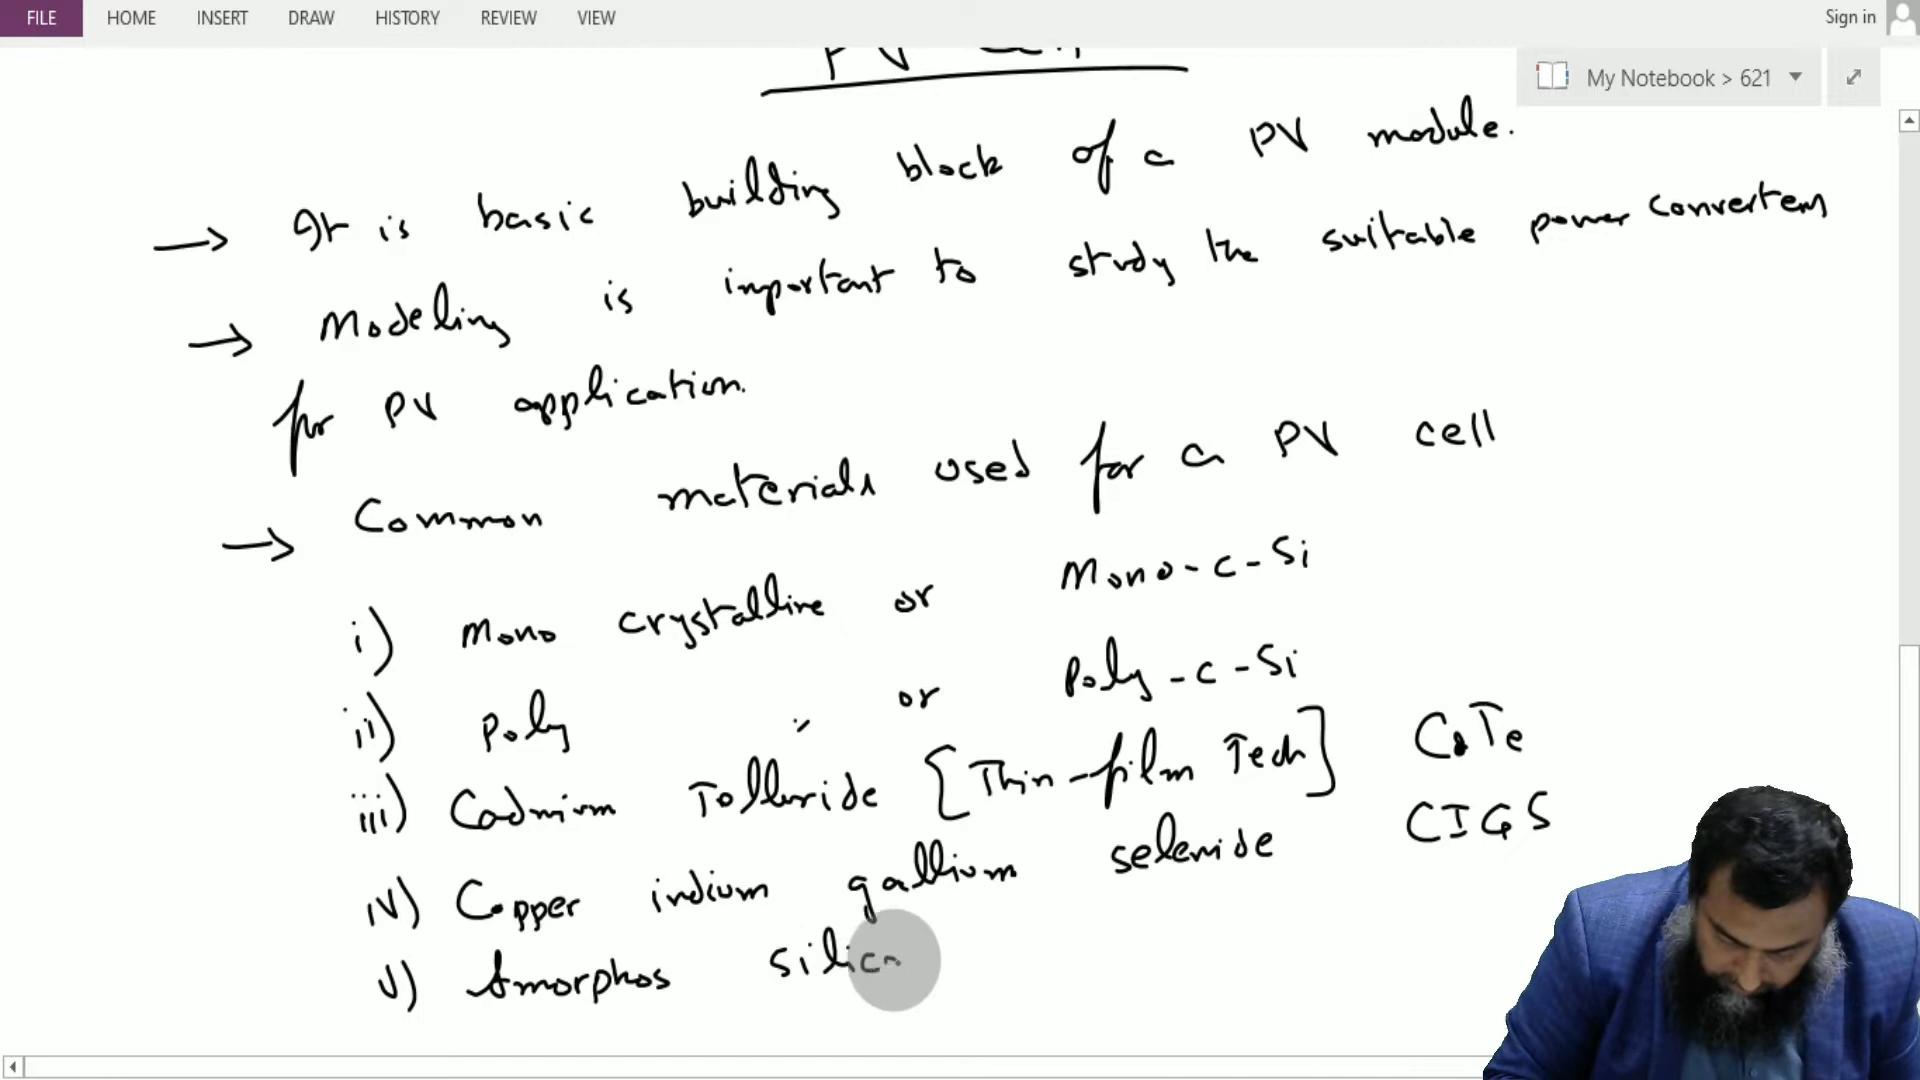 FILE HOME INSERT DRAW HISTORY REVIEW VIEW Sign in
PV cell
My Notebook > 621
→ It is basic building block of a PV module.
→ Modeling is important to study the suitable power converters
for PV application.
→ Common materials used for a PV cell
i) Mono crystalline or Mono-c-Si
ii) Poly " or Poly-c-Si
iii) Cadmium Tolluride [Thin-film Tech] CdTe
iv) Copper indium gallium selenide CIGS
v) Amorphos silico